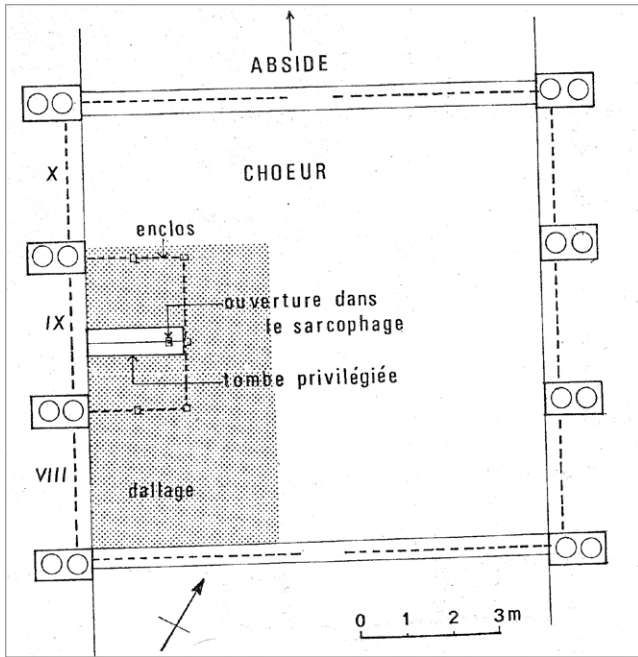 ABSIDE
X
CHOEUR
enclos
ouverture dans
le sarcophage
IX
tombe privilégiée
VIII
dallage
0 1 2 3m